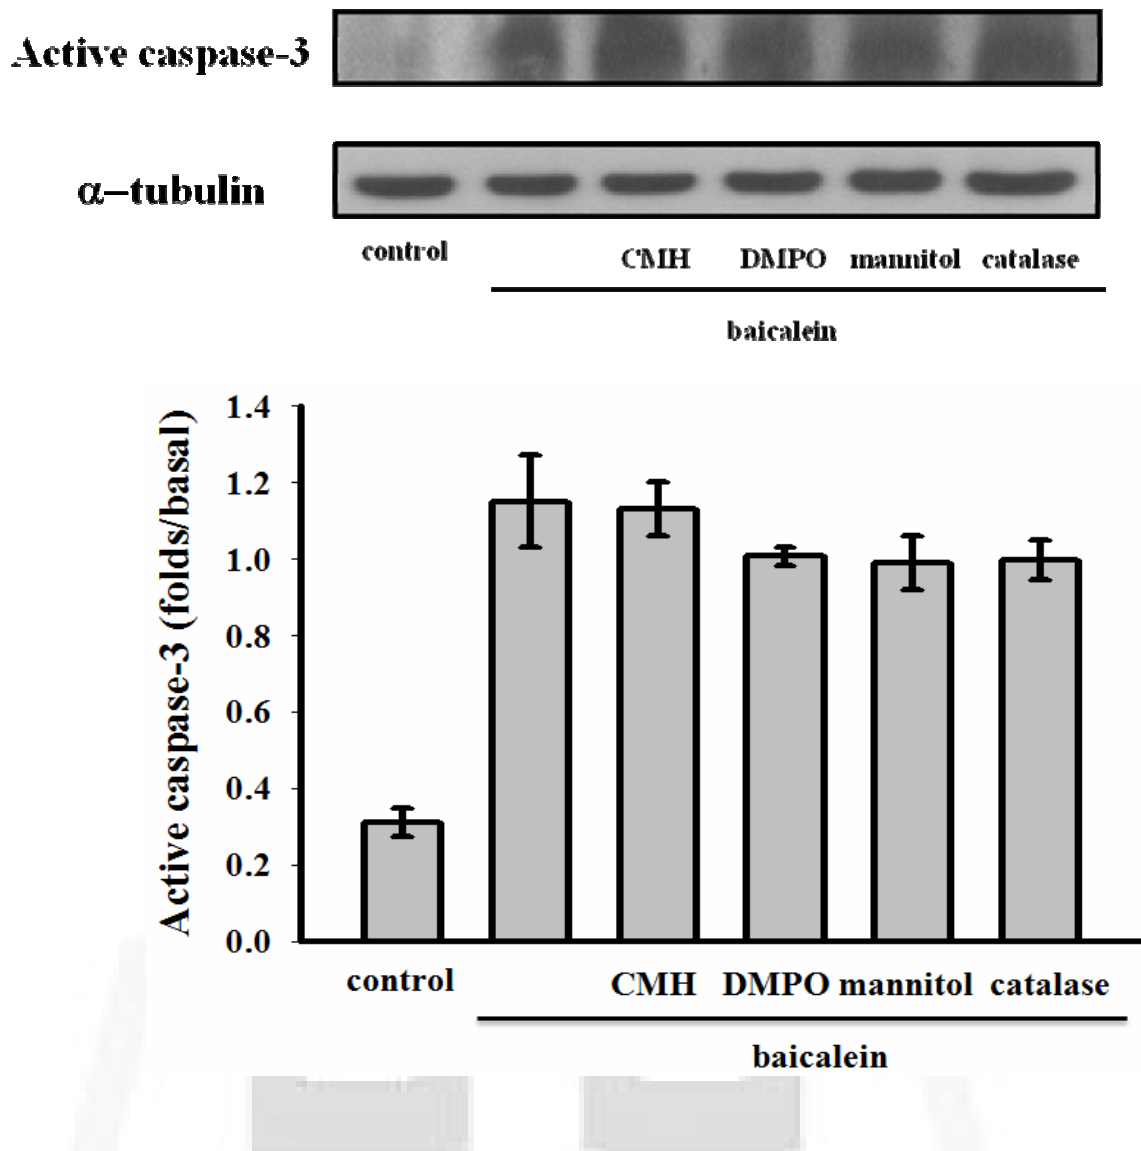 Active caspase-3
α–tubulin
control CMH DMPO mannitol catalase
baicalein
Active caspase-3 (folds/basal)
1.4
1.2
1.0
0.8
0.6
0.4
0.2
0.0
control CMH DMPO mannitol catalase
baicalein